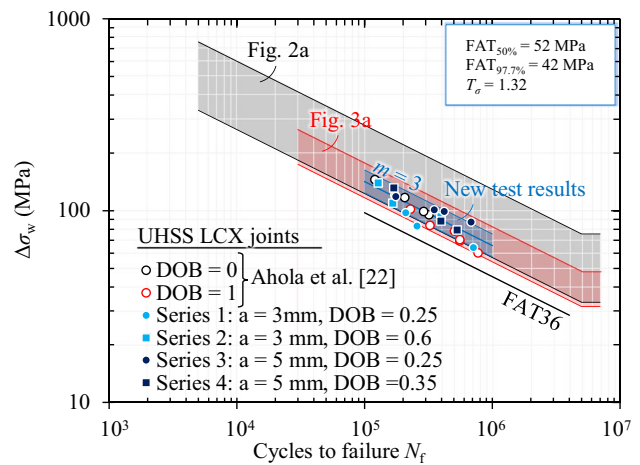 1000
Fig. 2a
FAT50% = 52 MPa
FAT97.7% = 42 MPa
Tσ = 1.32
Fig. 3a
m = 3
New test results
100
Δσw (MPa)
UHSS LCX joints
DOB = 0
DOB = 1
Ahola et al. [22]
Series 1: a = 3mm, DOB = 0.25
Series 2: a = 3 mm, DOB = 0.6
Series 3: a = 5 mm, DOB = 0.25
Series 4: a = 5 mm, DOB =0.35
FAT36
10
10³ 10⁴ 10⁵ 10⁶ 10⁷
Cycles to failure Nf